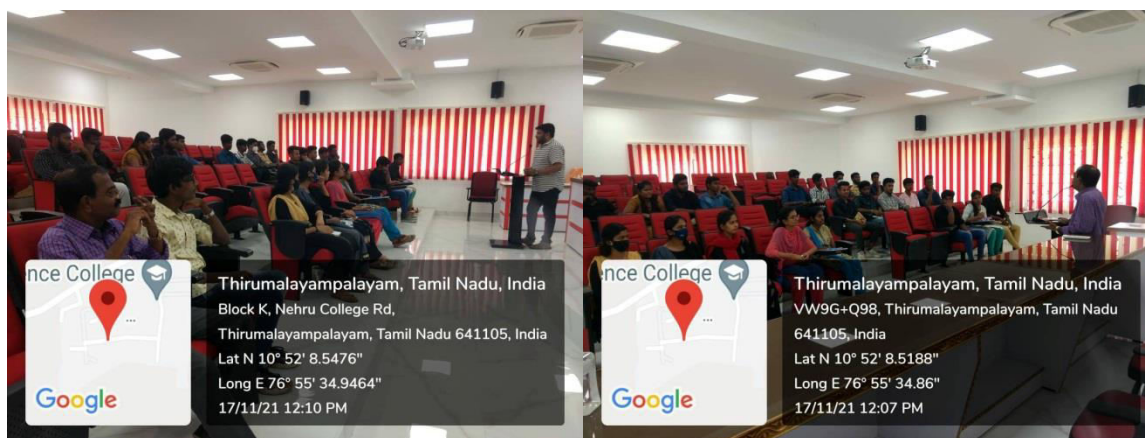 nce College
Thirumalayampalayam, Tamil Nadu, India
Block K, Nehru College Rd,
Thirumalayampalayam, Tamil Nadu 641105, India
Lat N 10° 52' 8.5476"
Long E 76° 55' 34.9464"
17/11/21 12:10 PM
Google
nce College
Thirumalayampalayam, Tamil Nadu, India
VW9G+Q98, Thirumalayampalayam, Tamil Nadu
641105, India
Lat N 10° 52' 8.5188"
Long E 76° 55' 34.86"
17/11/21 12:07 PM
Google